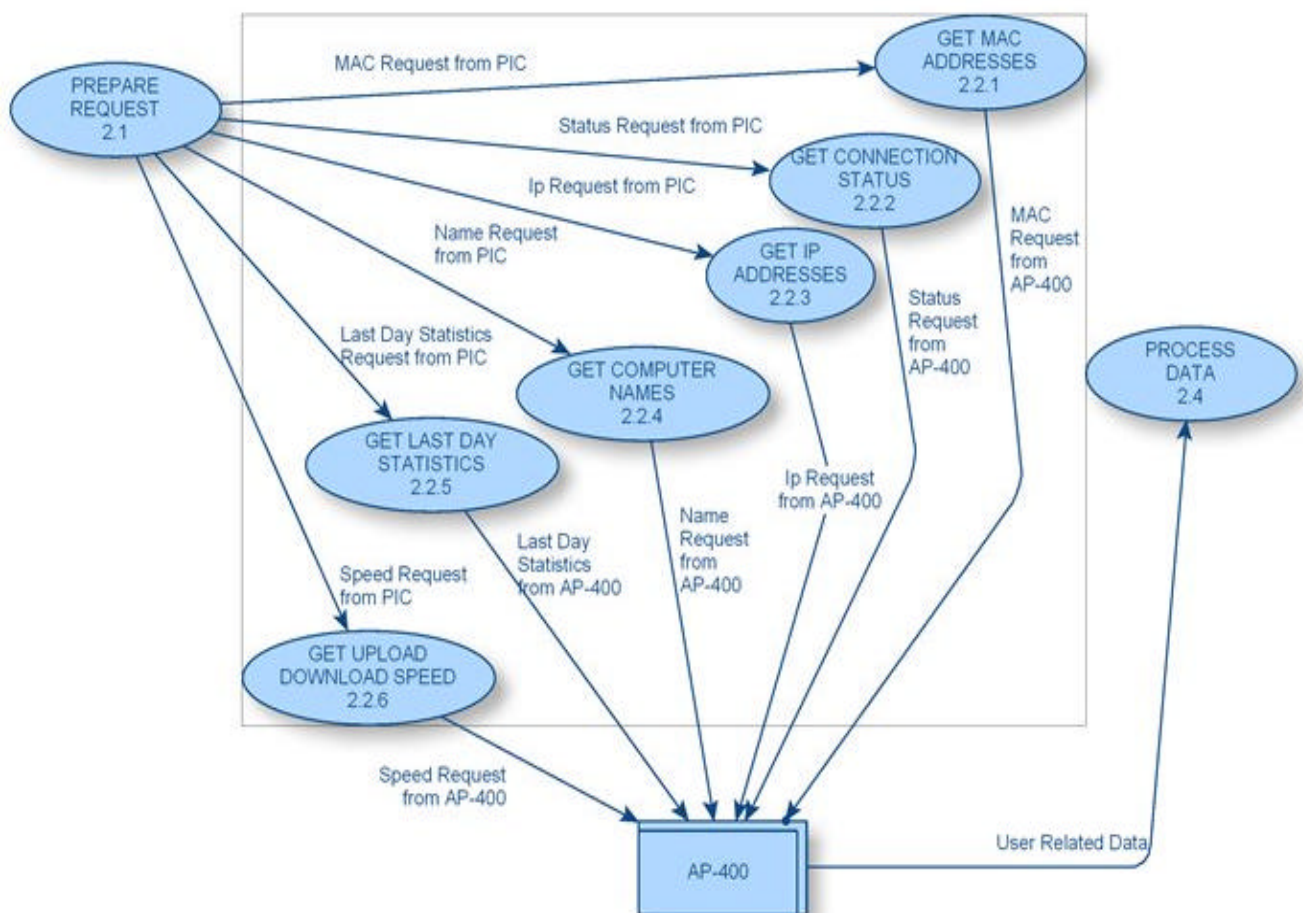 GET MAC
ADDRESSES
2.2.1
MAC Request from PIC
PREPARE
REQUEST
2.1
Status Request from PIC
GET CONNECTION
STATUS
2.2.2
Ip Request from PIC
MAC
Request
from
AP-400
Name Request
from PIC
GET IP
ADDRESSES
2.2.3
Status
Request
from
AP-400
Last Day Statistics
Request from PIC
PROCESS
DATA
2.4
GET COMPUTER
NAMES
2.2.4
GET LAST DAY
STATISTICS
2.2.5
Ip Request
from AP-400
Name
Request
from
AP-400
Last Day
Statistics
from AP-400
Speed Request
from PIC
GET UPLOAD
DOWNLOAD SPEED
2.2.6
Speed Request
from AP-400
User Related Data
AP-400